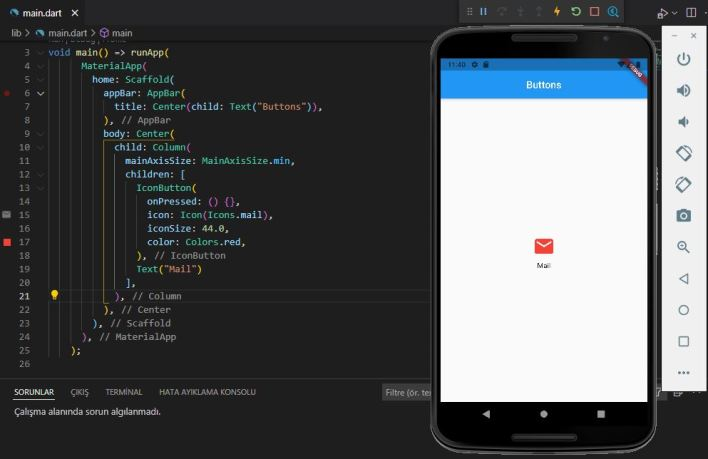 main.dart
lib > main.dart > main
3 void main() => runApp(
4 MaterialApp(
5 home: Scaffold(
6 appBar: AppBar(
7 title: Center(child: Text("Buttons")),
8 ), // AppBar
9 body: Center(
10 child: Column(
11 mainAxisSize: MainAxisSize.min,
12 children: [
13 IconButton(
14 onPressed: () {},
15 icon: Icon(Icons.mail),
16 iconSize: 44.0,
17 color: Colors.red,
18 ), // IconButton
19 Text("Mail")
20 ],
21 ), // Column
22 ), // Center
23 ), // Scaffold
24 ), // MaterialApp
25 );
26
SORUNLAR ÇIKIŞ TERMİNAL HATA AYIKLAMA KONSOLU Filtre (ör. te
Çalışma alanında sorun algılanmadı.
11:40
DEBUG
Buttons
Mail